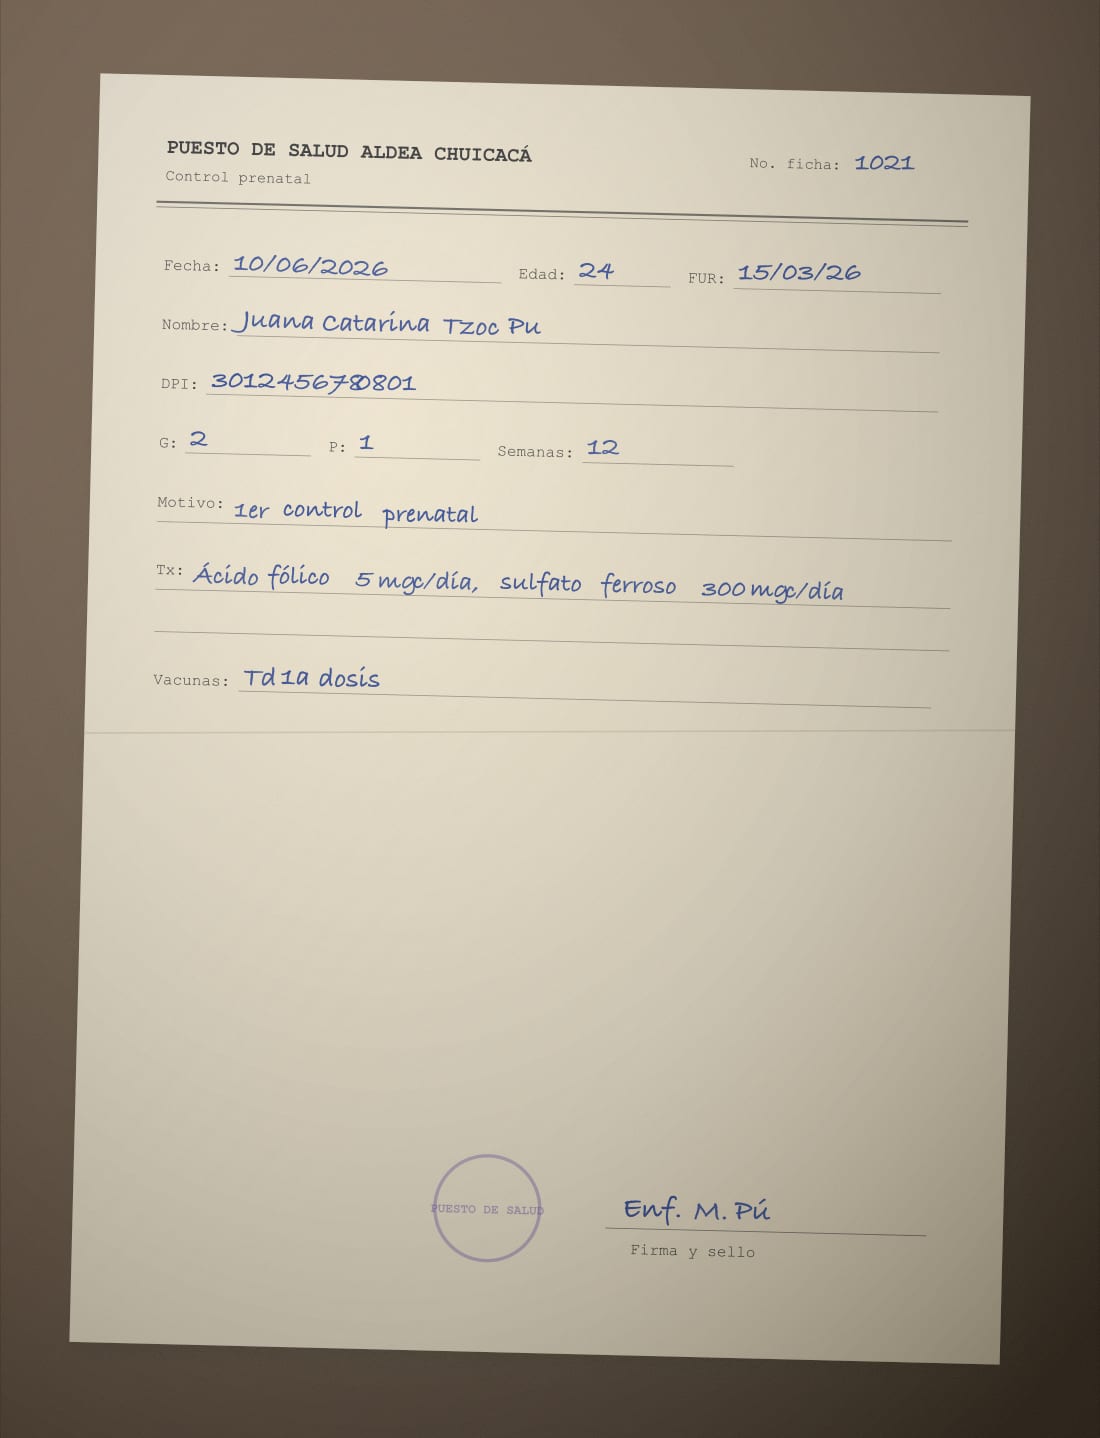 PUESTO DE SALUD ALDEA CHUICACÁ
No. ficha: 1021
Control prenatal
Fecha: 10/06/2026 Edad: 24 FUR: 15/03/26
Nombre: Juana Catarina Tzoc Pu
DPI: 3012456780801
G: 2 P: 1 Semanas: 12
Motivo: 1er control prenatal
Tx: Ácido fólico 5 mgc/día, sulfato ferroso 300 mgc/día
Vacunas: Td 1a dosis
PUESTO DE SALUD
Enf. M. Pú
Firma y sello